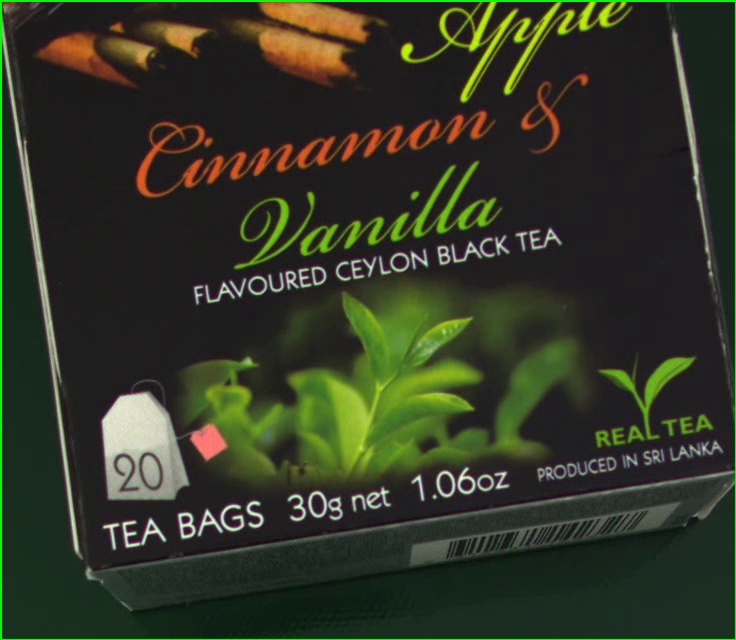 Apple
Cinnamon &
Vanilla
FLAVOURED CEYLON BLACK TEA
20
TEA BAGS 30g net 1.06oz
REAL TEA
PRODUCED IN SRI LANKA